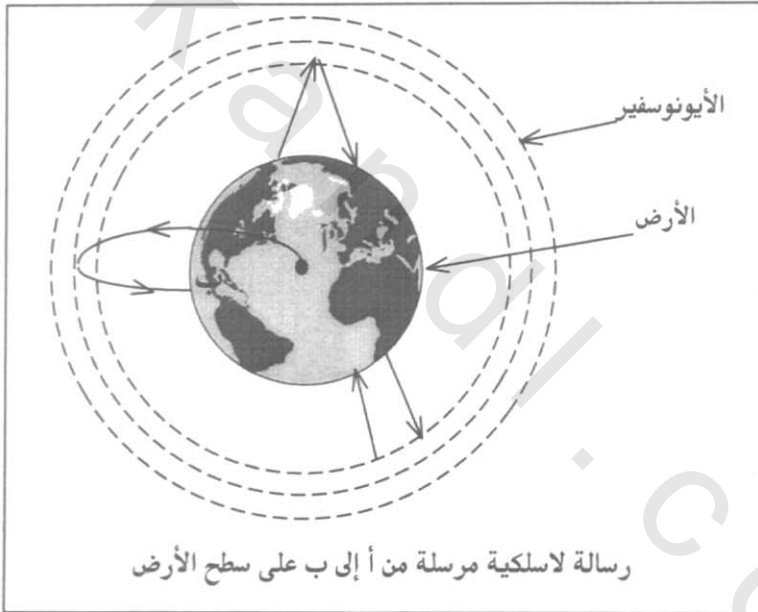 الأيونوسفير
الأرض
ب
رسالة لاسلكية مرسلة من أ إلى ب على سطح الأرض